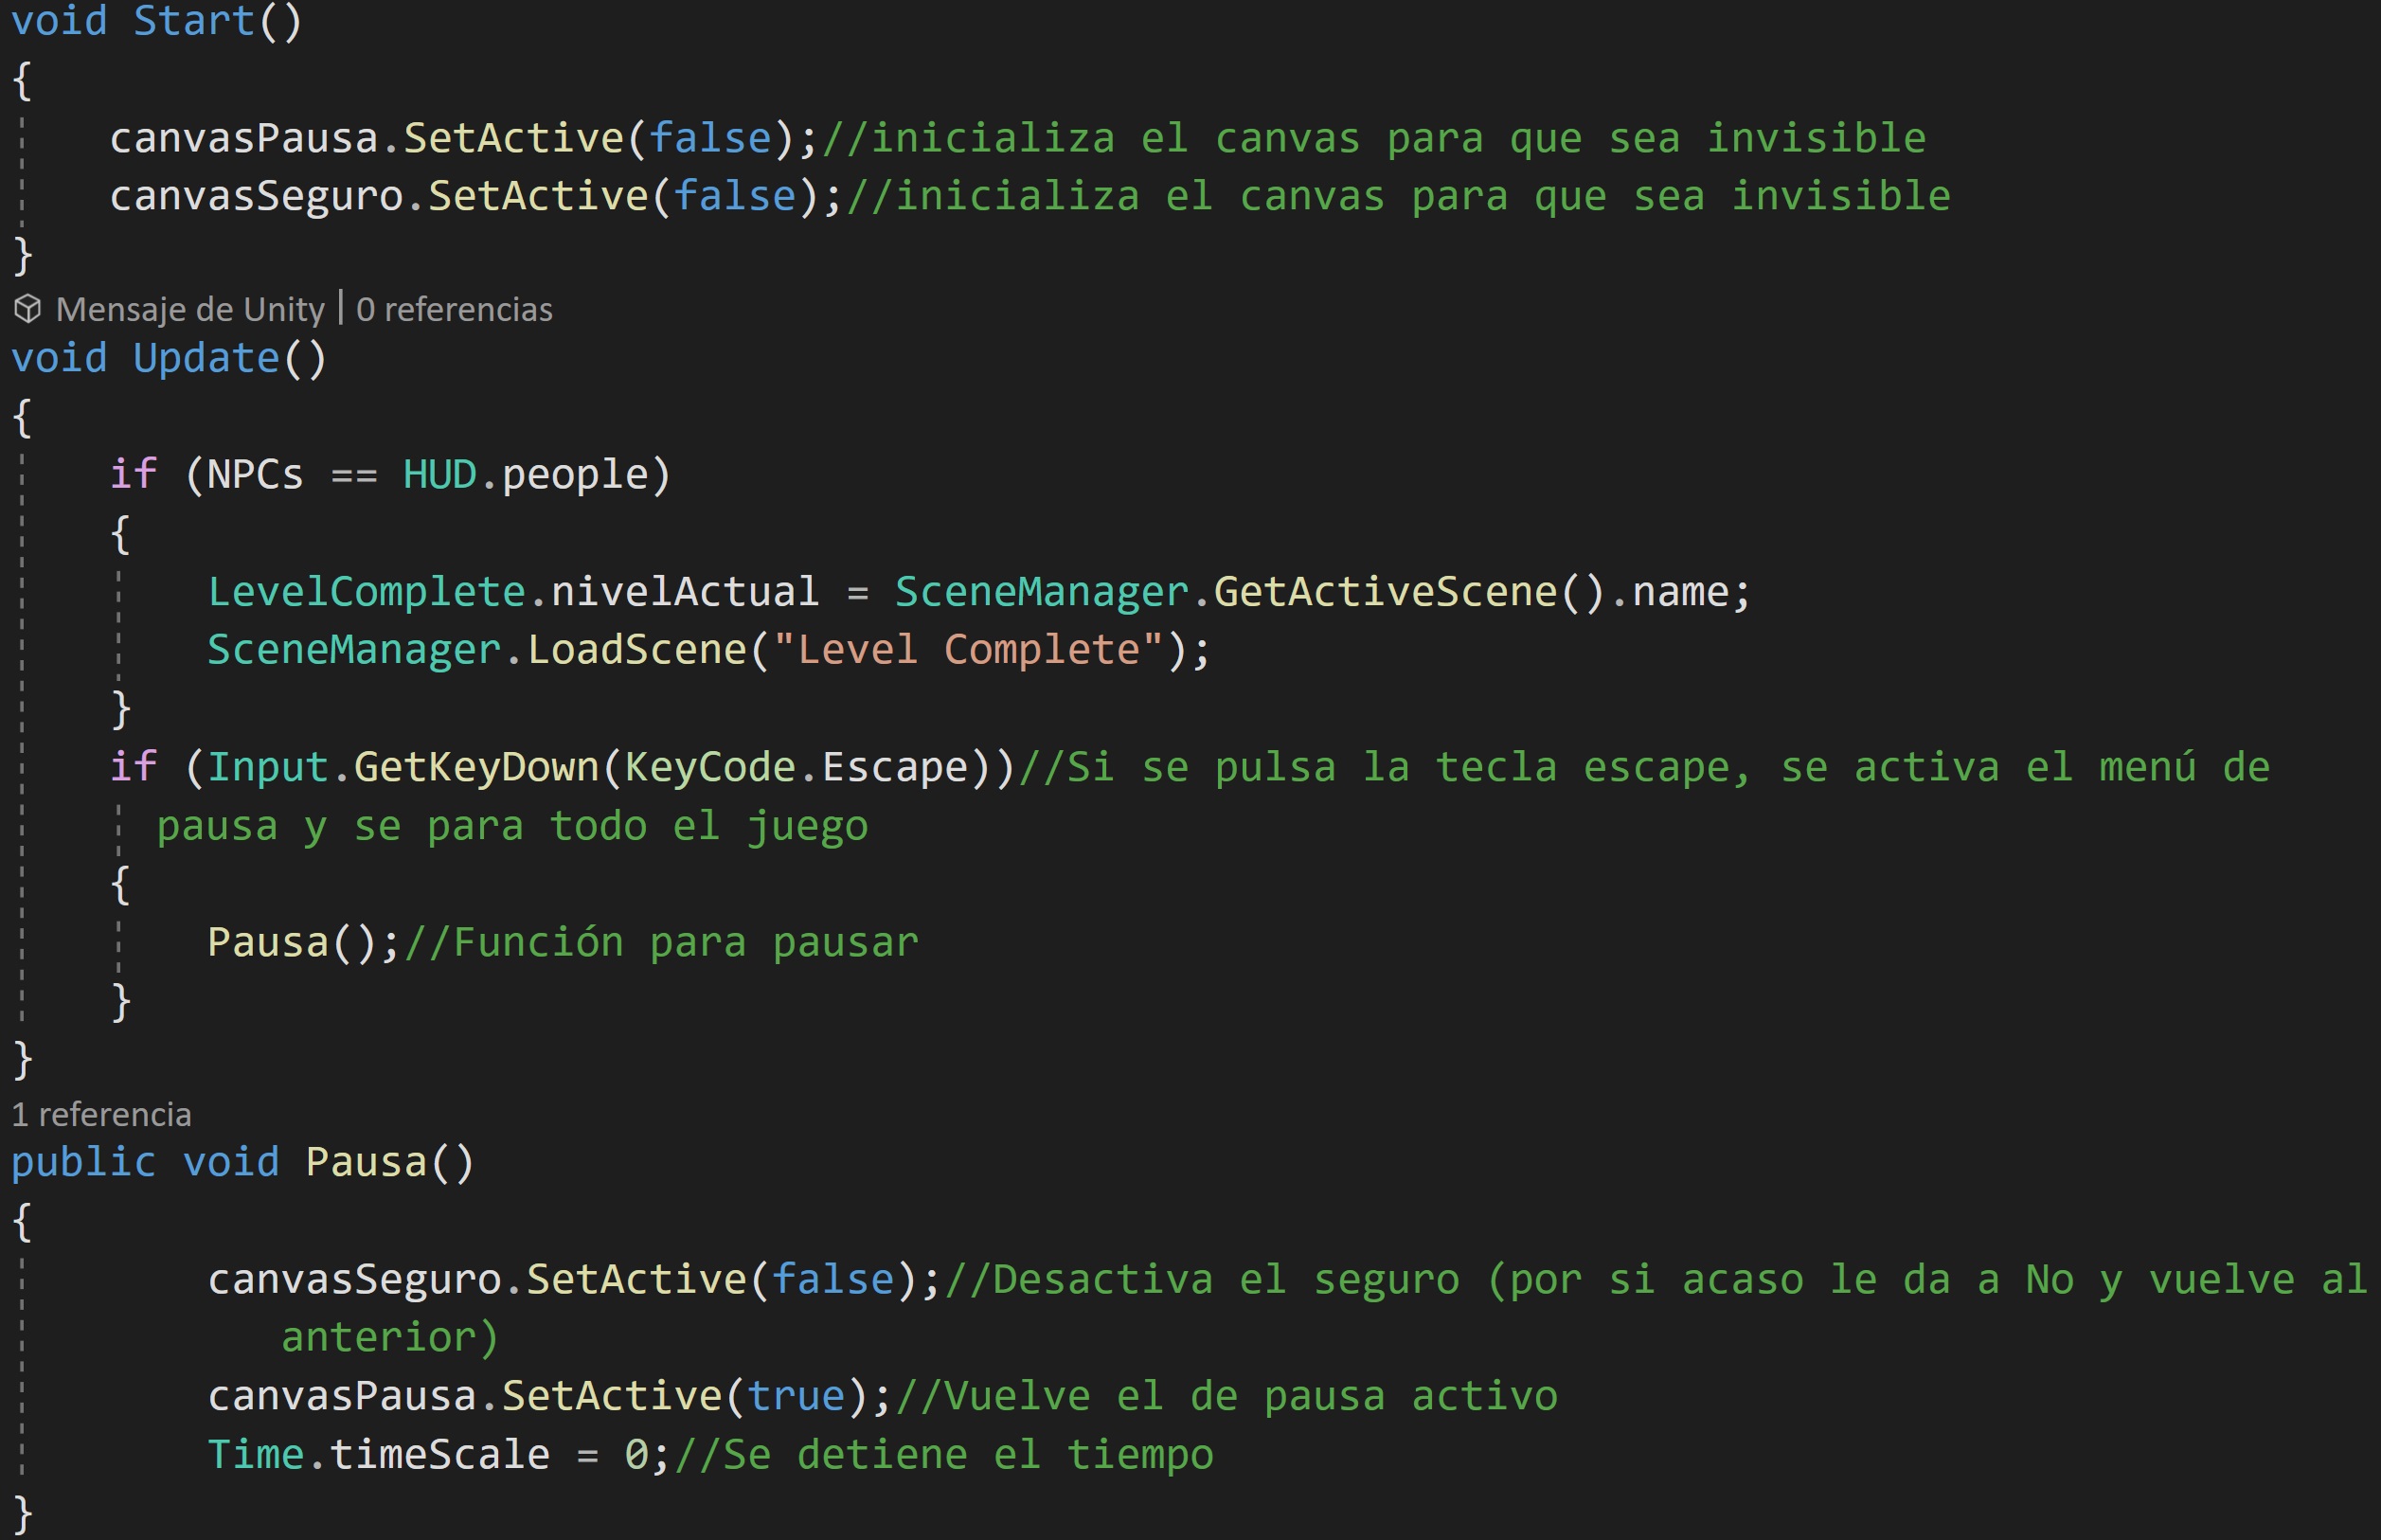 void Start()
{
canvasPausa.SetActive(false);//inicializa el canvas para que sea invisible
canvasSeguro.SetActive(false);//inicializa el canvas para que sea invisible
}
Mensaje de Unity | 0 referencias
void Update()
{
if (NPCs == HUD.people)
{
LevelComplete.nivelActual = SceneManager.GetActiveScene().name;
SceneManager.LoadScene("Level Complete");
}
if (Input.GetKeyDown(KeyCode.Escape))//Si se pulsa la tecla escape, se activa el menú de
pausa y se para todo el juego
{
Pausa();//Función para pausar
}
}
1 referencia
public void Pausa()
{
canvasSeguro.SetActive(false);//Desactiva el seguro (por si acaso le da a No y vuelve al
anterior)
canvasPausa.SetActive(true);//Vuelve el de pausa activo
Time.timeScale = 0;//Se detiene el tiempo
}